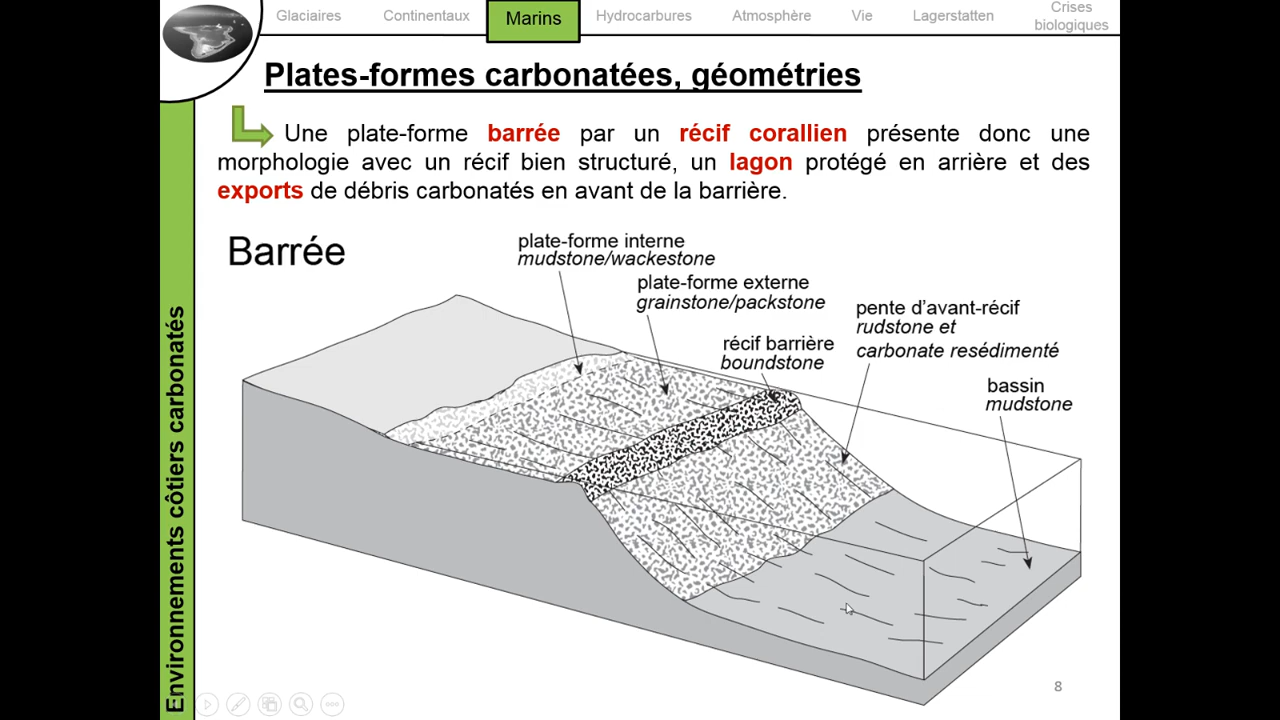 Glaciaires Continentaux Marins Hydrocarbures Atmosphère Vie Lagerstatten Crises
biologiques
Plates-formes carbonatées, géométries
Une plate-forme barrée par un récif corallien présente donc une
morphologie avec un récif bien structuré, un lagon protégé en arrière et des
exports de débris carbonatés en avant de la barrière.
Barrée
plate-forme interne
mudstone/wackestone
plate-forme externe
grainstone/packstone
récif barrière
boundstone
pente d'avant-récif
rudstone et
carbonate resédimenté
bassin
mudstone
Environnements côtiers carbonatés
8